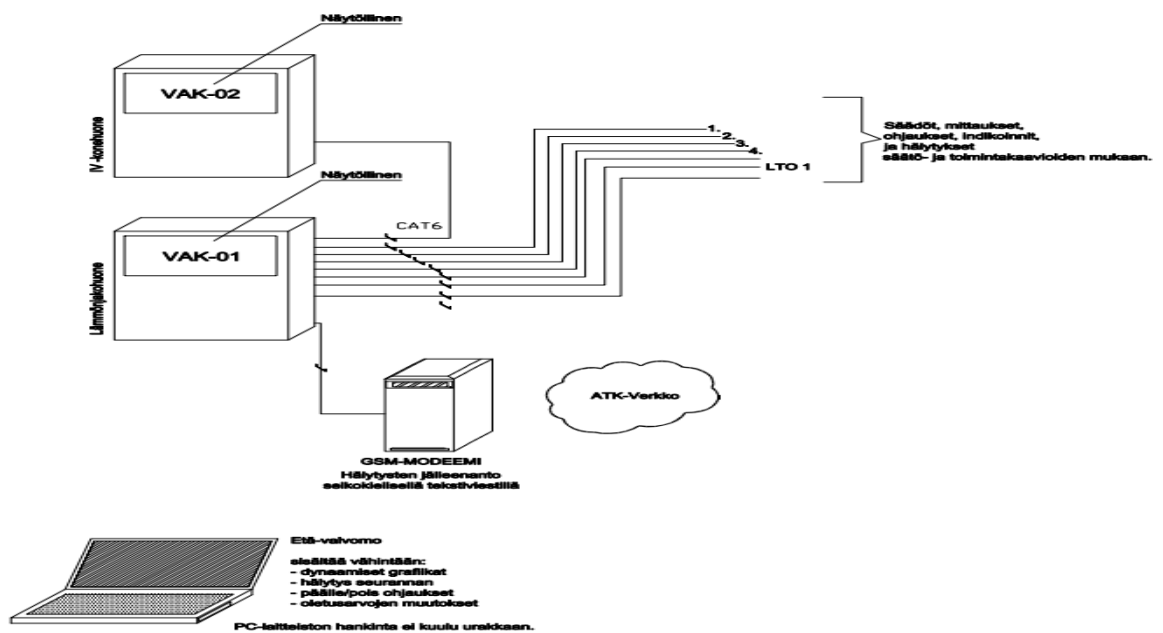 Näytöllinen
VAK-02
IV -konehuone
Näytöllinen
VAK-01
Lämmönjakohuone
CAT6
1.
2.
3.
4.
LTO 1
Säädöt, mittaukset,
ohjaukset, indikoinnit,
ja hälytykset
säätö- ja toimintakaavioiden mukaan.
GSM-MODEEMI
Hälytysten jälleenanto
selkokielisellä tekstiviestillä
ATK-Verkko
Etä-valvomo
sisältää vähintään:
- dynaamiset grafiikat
- hälytys seurannan
- päälle/pois ohjaukset
- oletusarvojen muutokset
PC-laitteiston hankinta ei kuulu urakkaan.